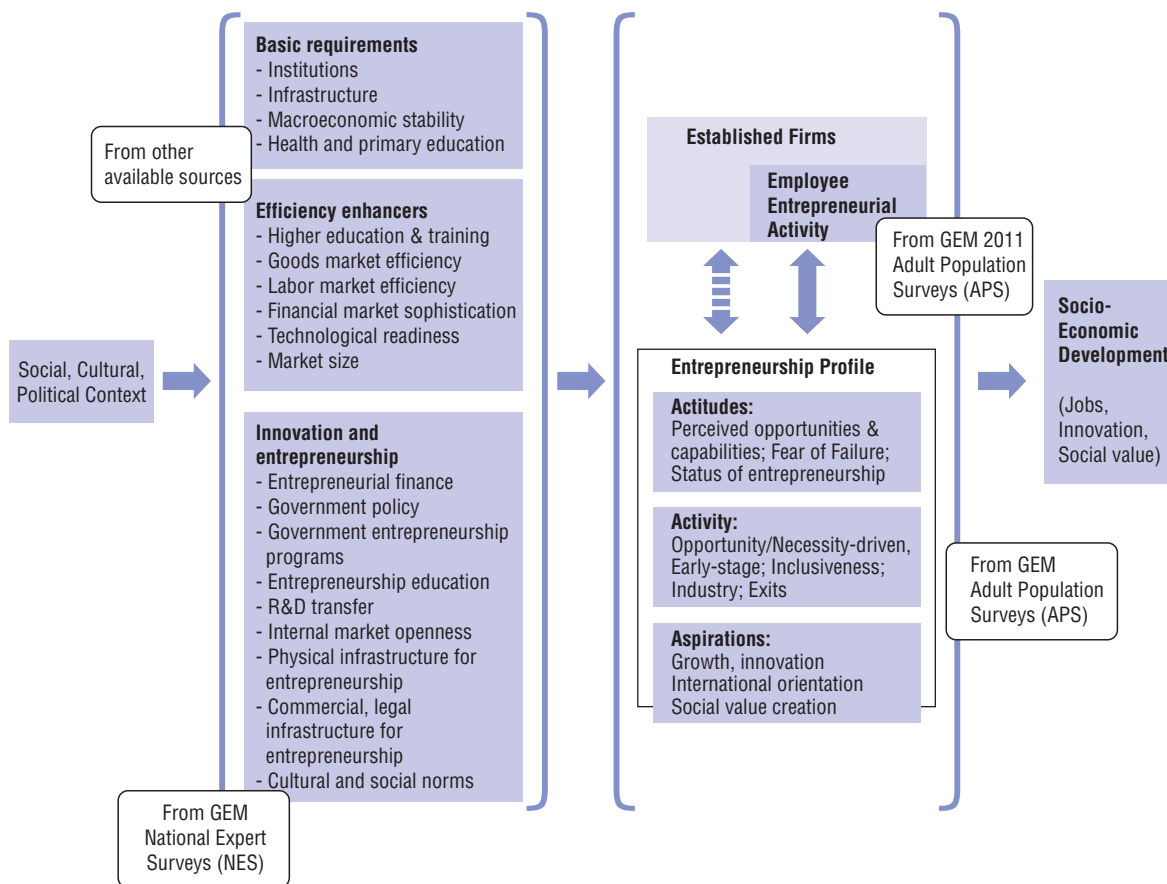 Social, Cultural,
Political Context
Basic requirements
- Institutions
- Infrastructure
- Macroeconomic stability
- Health and primary education
From other
available sources
Efficiency enhancers
- Higher education & training
- Goods market efficiency
- Labor market efficiency
- Financial market sophistication
- Technological readiness
- Market size
Innovation and
entrepreneurship
- Entrepreneurial finance
- Government policy
- Government entrepreneurship
programs
- Entrepreneurship education
- R&D transfer
- Internal market openness
- Physical infrastructure for
entrepreneurship
- Commercial, legal
infrastructure for
entrepreneurship
- Cultural and social norms
From GEM
National Expert
Surveys (NES)
Established Firms
Employee
Entrepreneurial
Activity
From GEM 2011
Adult Population
Surveys (APS)
Entrepreneurship Profile
Actitudes:
Perceived opportunities &
capabilities; Fear of Failure;
Status of entrepreneurship
Activity:
Opportunity/Necessity-driven,
Early-stage; Inclusiveness;
Industry; Exits
Aspirations:
Growth, innovation
International orientation
Social value creation
From GEM
Adult Population
Surveys (APS)
Socio-
Economic
Development
(Jobs,
Innovation,
Social value)